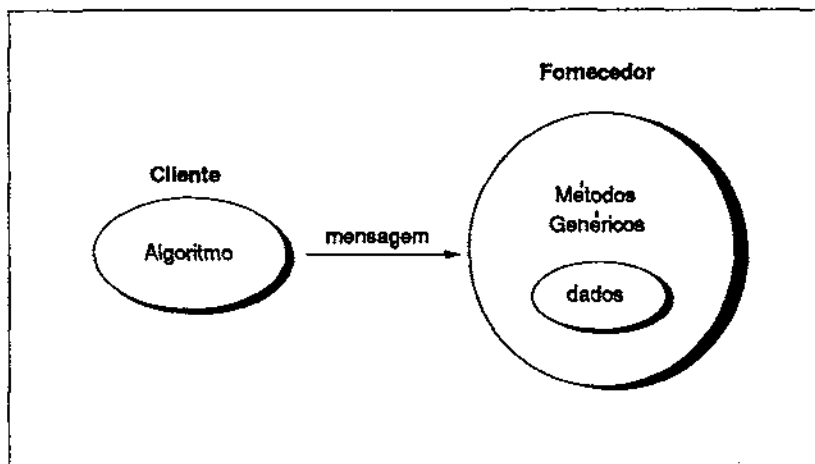 Fornecedor
Cliente
Algoritmo
mensagem
Métodos
Genéricos
dados